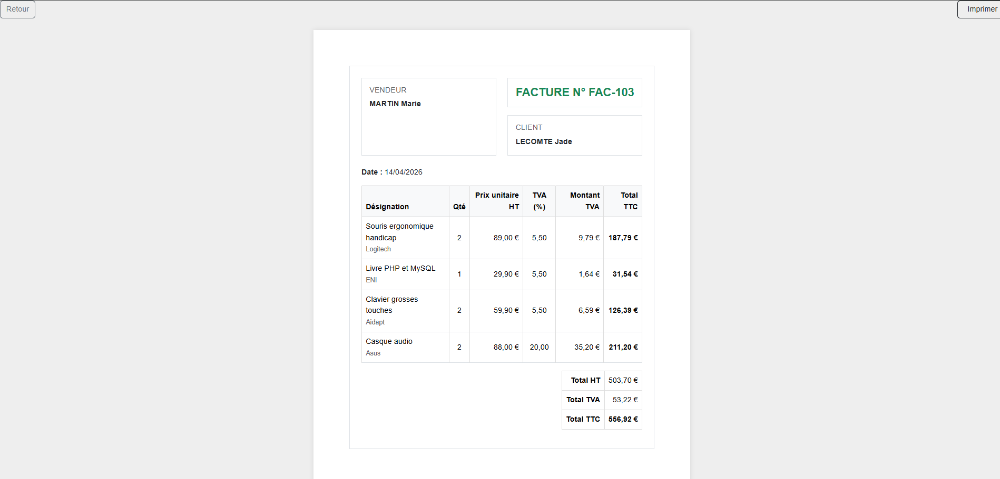 Retour
Imprimer
VENDEUR
MARTIN Marie
FACTURE N° FAC-103
CLIENT
LECOMTE Jade
Date : 14/04/2026
Désignation Qté Prix unitaire HT TVA (%) Montant TVA Total TTC
Souris ergonomique handicap
Logitech
2 89,00 € 5,50 9,79 € 187,79 €
Livre PHP et MySQL
ENI
1 29,90 € 5,50 1,64 € 31,54 €
Clavier grosses touches
Aidapt
2 59,90 € 5,50 6,59 € 126,39 €
Casque audio
Asus
2 88,00 € 20,00 35,20 € 211,20 €
Total HT 503,70 €
Total TVA 53,22 €
Total TTC 556,92 €